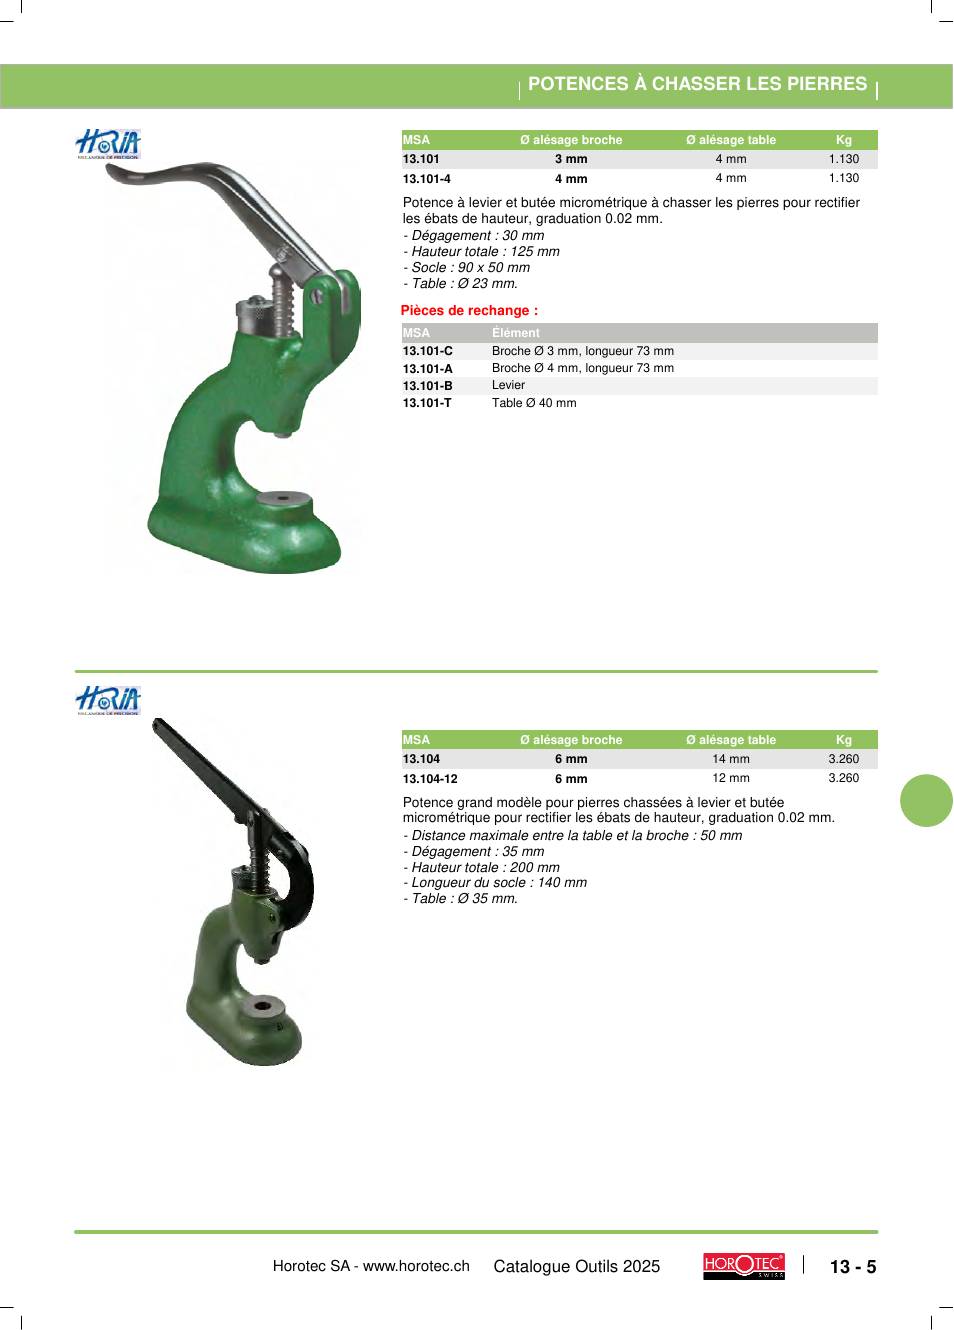 POTENCES À CHASSER LES PIERRES
HORIA
MSA Ø alésage broche Ø alésage table Kg
13.101 3 mm 4 mm 1.130
13.101-4 4 mm 4 mm 1.130
Potence à levier et butée micrométrique à chasser les pierres pour rectifier
les ébats de hauteur, graduation 0.02 mm.
- Dégagement : 30 mm
- Hauteur totale : 125 mm
- Socle : 90 x 50 mm
- Table : Ø 23 mm.
Pièces de rechange :
MSA Élément
13.101-C Broche Ø 3 mm, longueur 73 mm
13.101-A Broche Ø 4 mm, longueur 73 mm
13.101-B Levier
13.101-T Table Ø 40 mm
HORIA
MSA Ø alésage broche Ø alésage table Kg
13.104 6 mm 14 mm 3.260
13.104-12 6 mm 12 mm 3.260
Potence grand modèle pour pierres chassées à levier et butée
micrométrique pour rectifier les ébats de hauteur, graduation 0.02 mm.
- Distance maximale entre la table et la broche : 50 mm
- Dégagement : 35 mm
- Hauteur totale : 200 mm
- Longueur du socle : 140 mm
- Table : Ø 35 mm.
Horotec SA - www.horotec.ch Catalogue Outils 2025 HOROTEC® SWISS 13 - 5